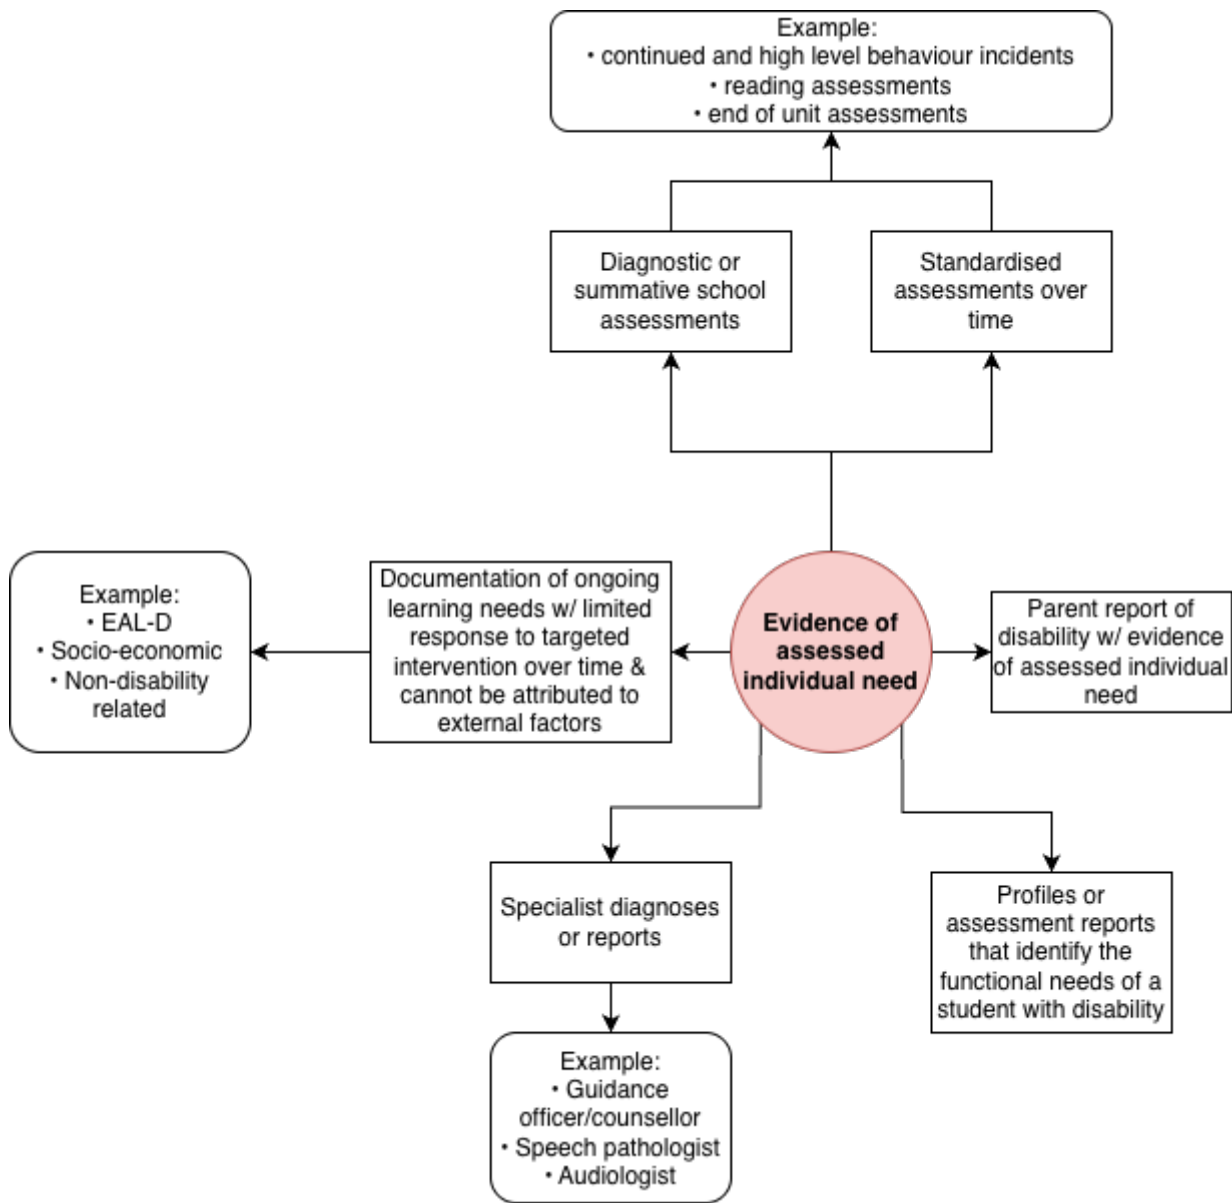 Example:
• continued and high level behaviour incidents
• reading assessments
• end of unit assessments
Diagnostic or
summative school
assessments
Standardised
assessments over
time
Example:
• EAL-D
• Socio-economic
• Non-disability
related
Documentation of ongoing
learning needs w/ limited
response to targeted
intervention over time &
cannot be attributed to
external factors
Evidence of
assessed
individual need
Parent report of
disability w/ evidence
of assessed individual
need
Specialist diagnoses
or reports
Profiles or
assessment reports
that identify the
functional needs of a
student with disability
Example:
• Guidance
officer/counsellor
• Speech pathologist
• Audiologist